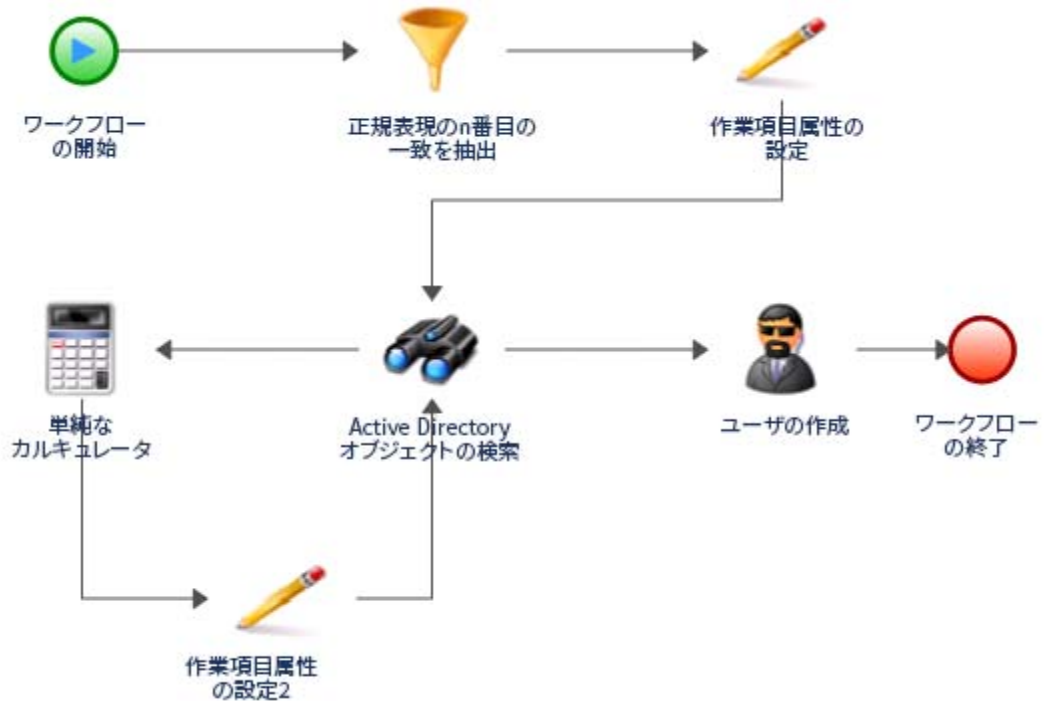 ワークフロー
の開始
正規表現のn番目の
一致を抽出
作業項目属性の
設定
単純な
カルキュレータ
Active Directory
オブジェクトの検索
ユーザの作成
ワークフロー
の終了
作業項目属性
の設定2